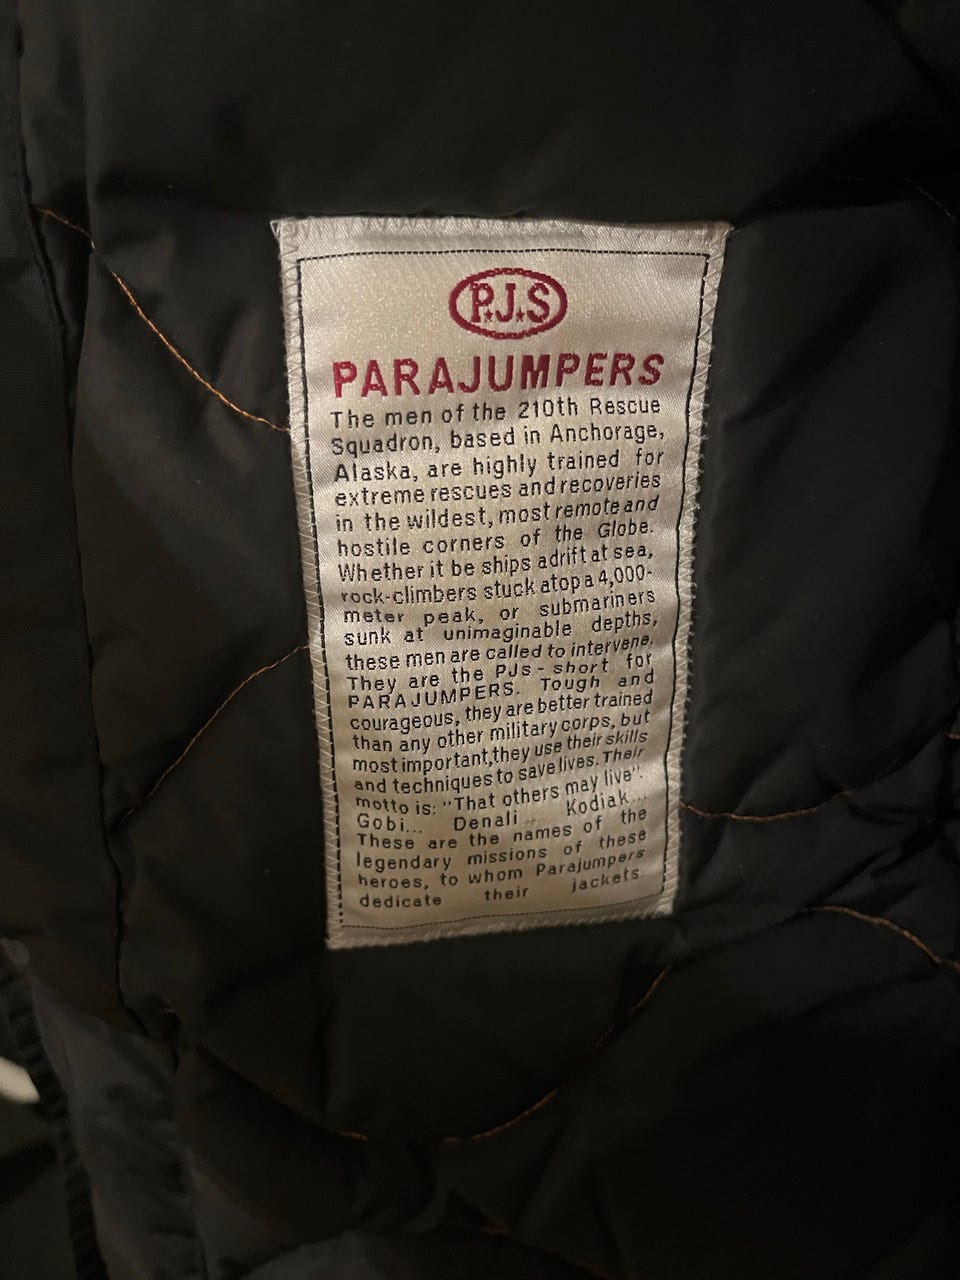 P.J.S
PARAJUMPERS
The men of the 210th Rescue
Squadron, based in Anchorage,
Alaska, are highly trained for
extreme rescues and recoveries
in the wildest, most remote and
hostile corners of the Globe.
Whether it be ships adrift at sea,
rock-climbers stuck atop a 4,000-
meter peak, or submariners
sunk at unimaginable depths,
these men are called to intervene.
They are the PJs - short for
PARAJUMPERS. Tough and
courageous, they are better trained
than any other military corps, but
most important,they use their skills
and techniques to save lives. Their
motto is: "That others may live".
Gobi... Denali... Kodiak...
These are the names of the
legendary missions of these
heroes, to whom Parajumpers
dedicate their jackets.